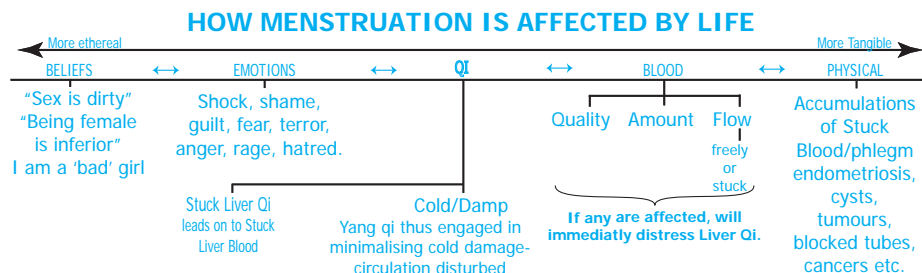 HOW MENSTRUATION IS AFFECTED BY LIFE
More ethereal
More Tangible
BELIEFS ↔ EMOTIONS ↔ QI ↔ BLOOD ↔ PHYSICAL
“Sex is dirty”
“Being female
is inferior”
I am a ‘bad’ girl
Shock, shame,
guilt, fear, terror,
anger, rage, hatred.
Stuck Liver Qi
leads on to Stuck
Liver Blood
Cold/Damp
Yang qi thus engaged in
minimalising cold damage-
circulation disturbed
Quality Amount Flow
freely
or
stuck
If any are affected, will
immediatly distress Liver Qi.
Accumulations
of Stuck
Blood/phlegm
endometriosis,
cysts,
tumours,
blocked tubes,
cancers etc.